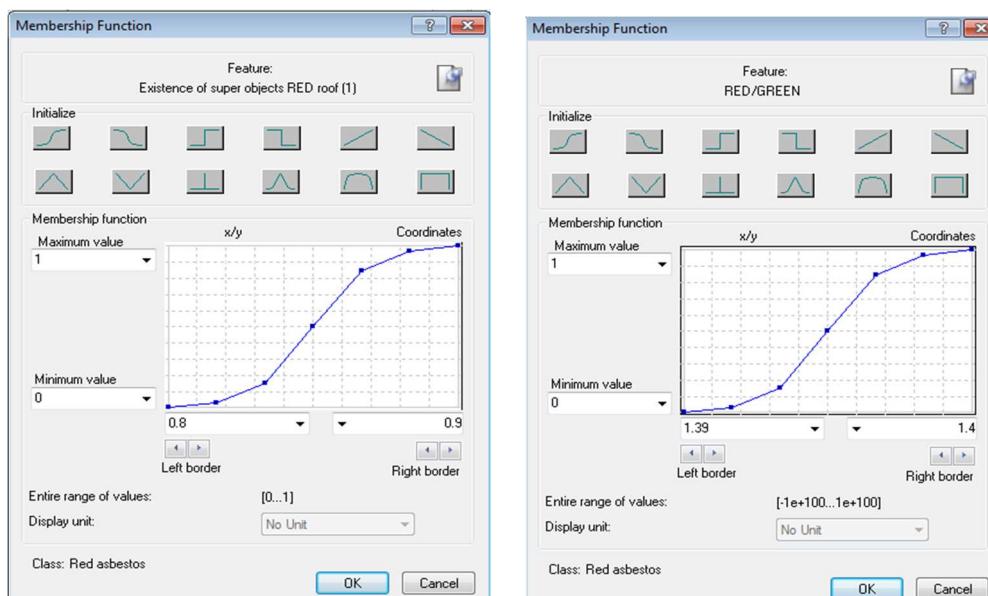 Membership Function
Feature:
Existence of super objects RED roof (1)
Initialize
Membership function
Maximum value
x/y
Coordinates
1
Minimum value
0
0.8
0.9
Left border
Right border
Entire range of values:
[0...1]
Display unit:
No Unit
Class: Red asbestos
OK
Cancel
Membership Function
Feature:
RED/GREEN
Initialize
Membership function
Maximum value
x/y
Coordinates
1
Minimum value
0
1.39
1.4
Left border
Right border
Entire range of values:
[-1e+100...1e+100]
Display unit:
No Unit
Class: Red asbestos
OK
Cancel